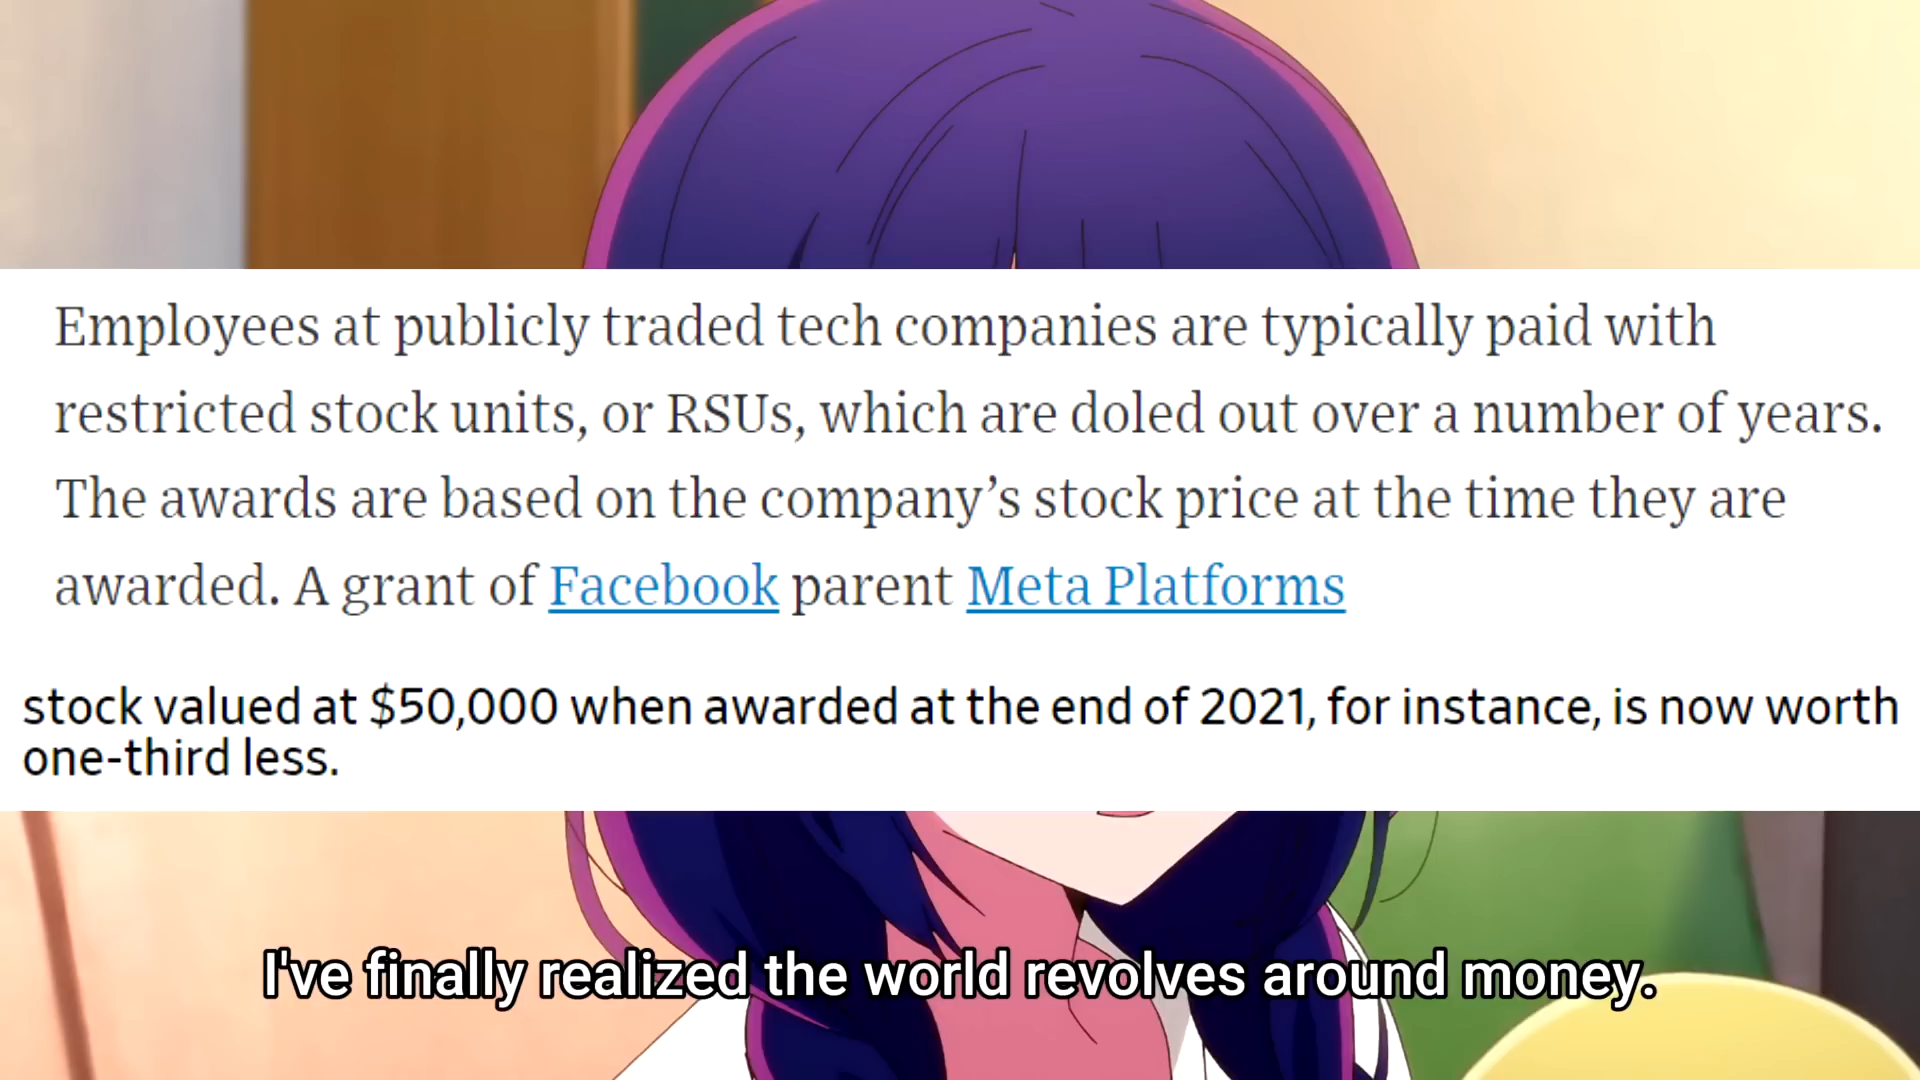 Employees at publicly traded tech companies are typically paid with
restricted stock units, or RSUs, which are doled out over a number of years.
The awards are based on the company’s stock price at the time they are
awarded. A grant of Facebook parent Meta Platforms
stock valued at $50,000 when awarded at the end of 2021, for instance, is now worth
one-third less.
I've finally realized the world revolves around money.